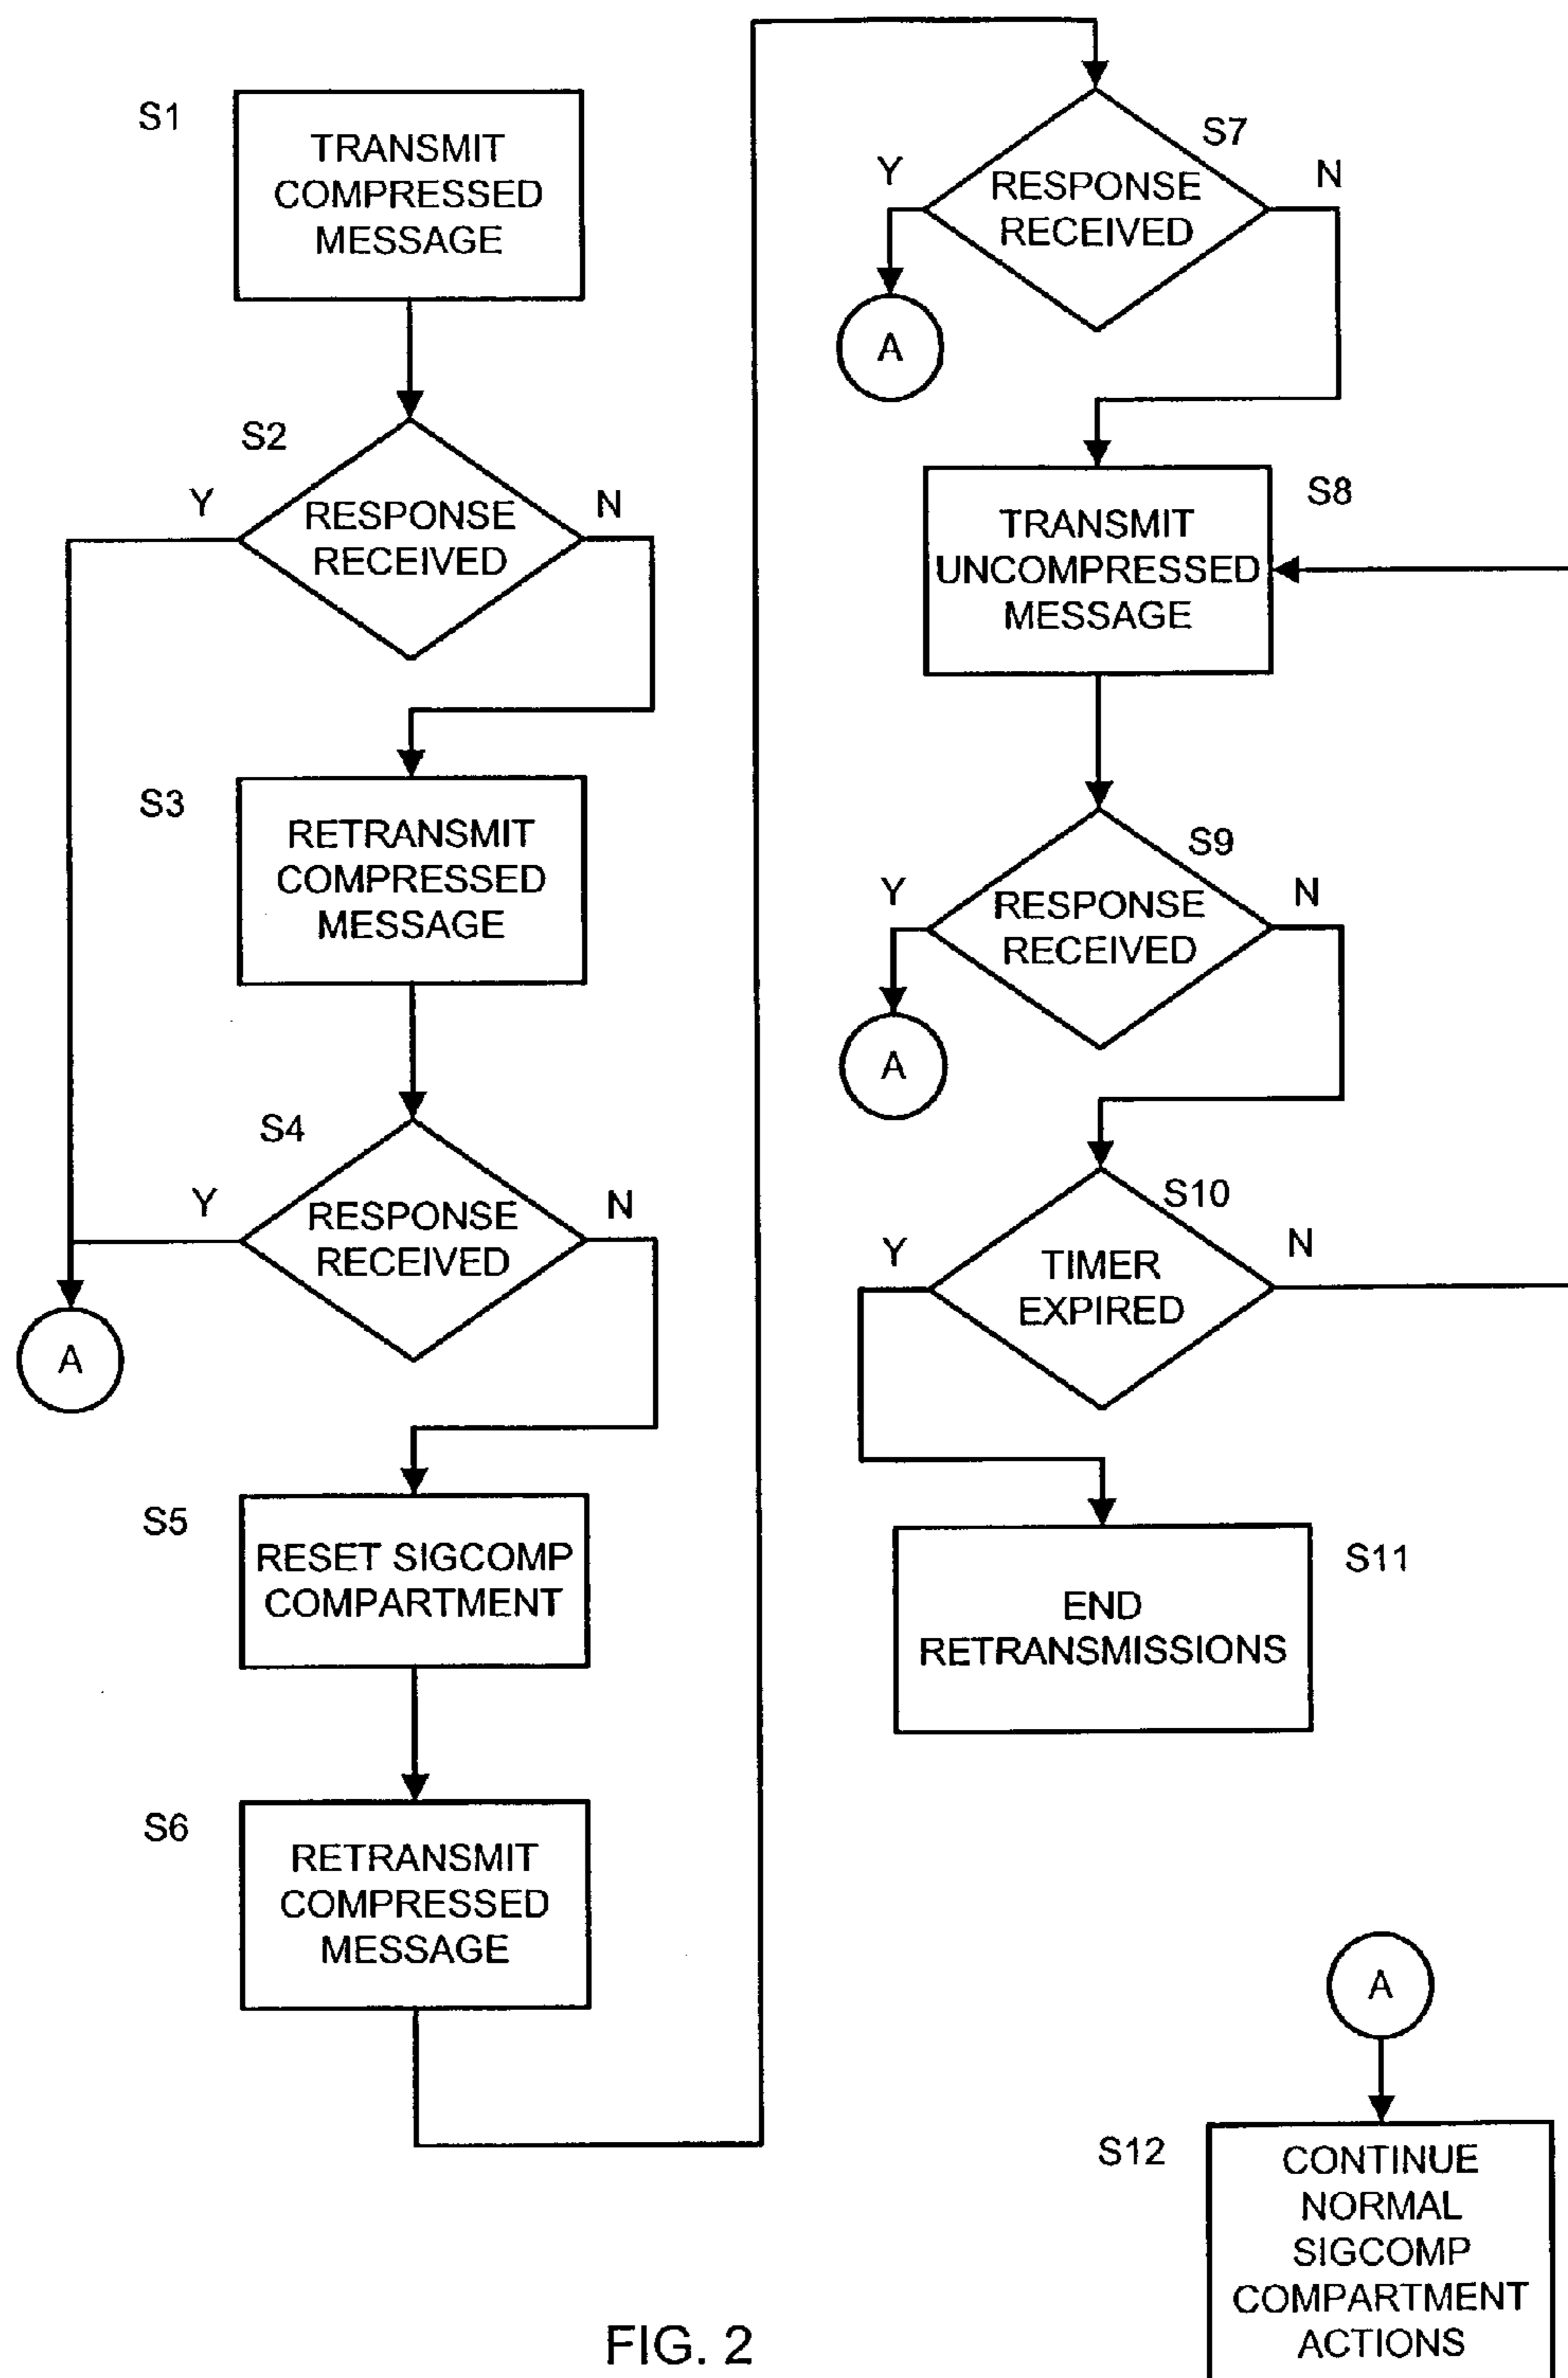 S1
TRANSMIT
COMPRESSED
MESSAGE
S2
Y
N
RESPONSE
RECEIVED
S3
RETRANSMIT
COMPRESSED
MESSAGE
S4
Y
N
RESPONSE
RECEIVED
A
S5
RESET SIGCOMP
COMPARTMENT
S6
RETRANSMIT
COMPRESSED
MESSAGE
S7
Y
N
RESPONSE
RECEIVED
A
S8
TRANSMIT
UNCOMPRESSED
MESSAGE
S9
Y
N
RESPONSE
RECEIVED
A
S10
Y
N
TIMER
EXPIRED
S11
END
RETRANSMISSIONS
A
S12
CONTINUE
NORMAL
SIGCOMP
COMPARTMENT
ACTIONS
FIG. 2